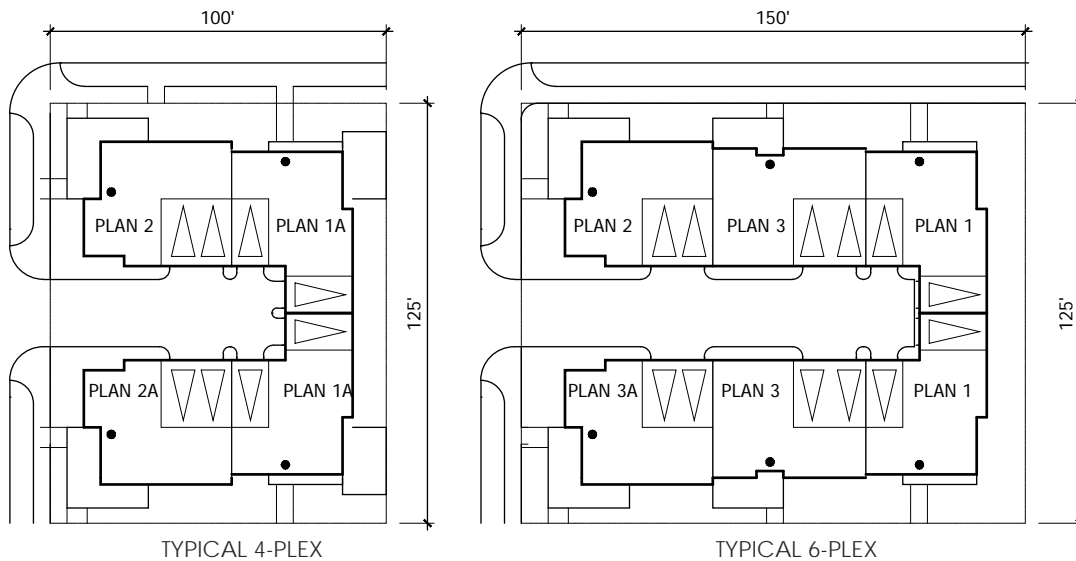 100'
150'
PLAN 2
PLAN 1A
PLAN 2
PLAN 3
PLAN 1
125'
125'
PLAN 2A
PLAN 1A
PLAN 3A
PLAN 3
PLAN 1
TYPICAL 4-PLEX
TYPICAL 6-PLEX